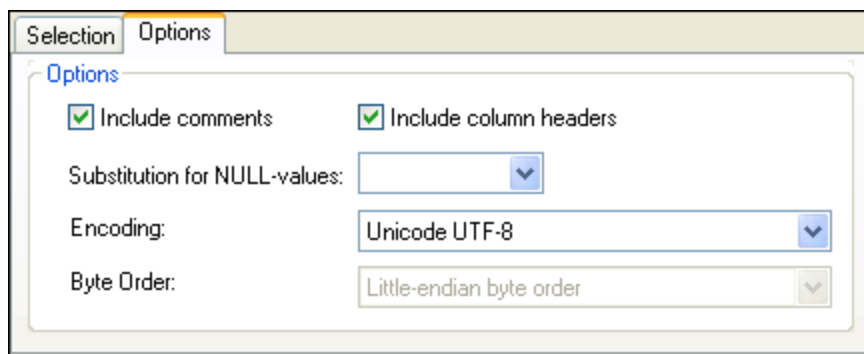 Selection Options
Options
Include comments Include column headers
Substitution for NULL-values:
Encoding: Unicode UTF-8
Byte Order: Little-endian byte order